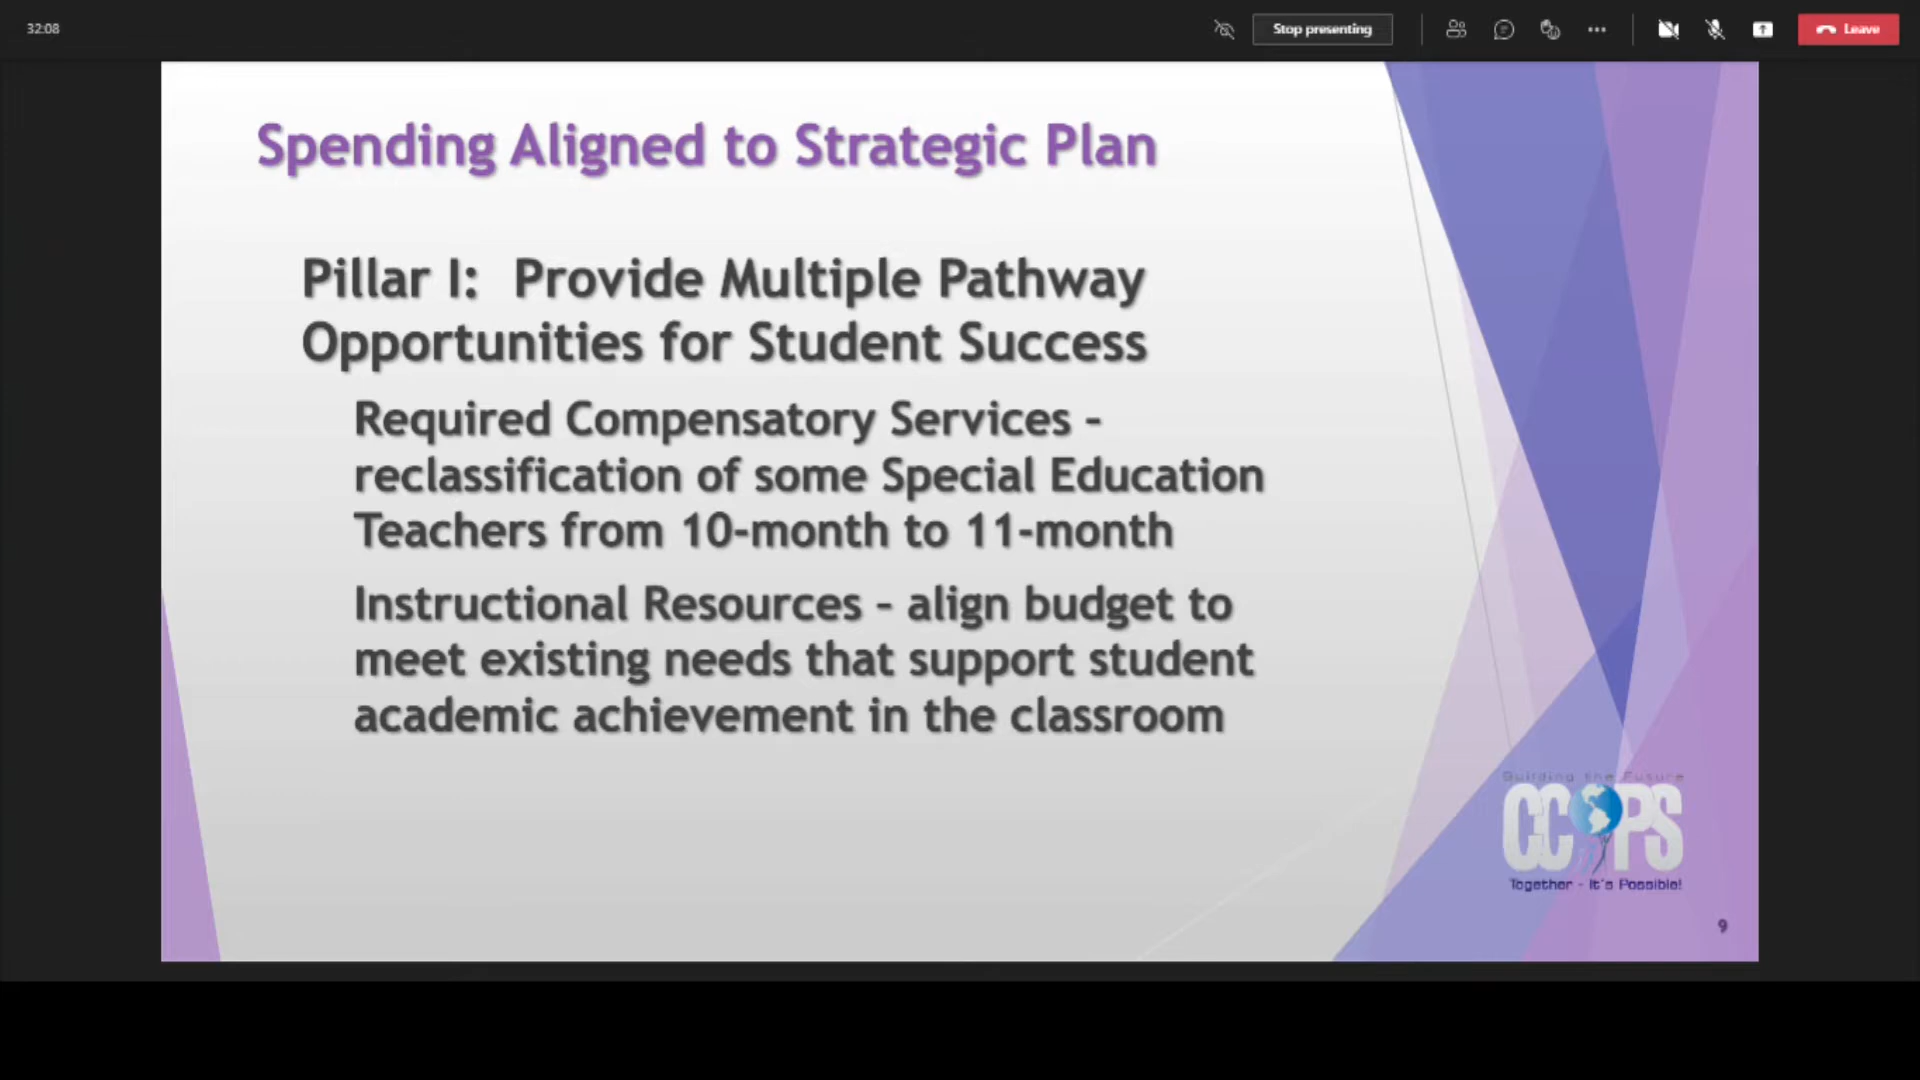 32:08
Stop presenting
Leave
Spending Aligned to Strategic Plan
Pillar I: Provide Multiple Pathway
Opportunities for Student Success
Required Compensatory Services –
reclassification of some Special Education
Teachers from 10-month to 11-month
Instructional Resources – align budget to
meet existing needs that support student
academic achievement in the classroom
Building the Future
CCPS
Together - It's Possible!
9